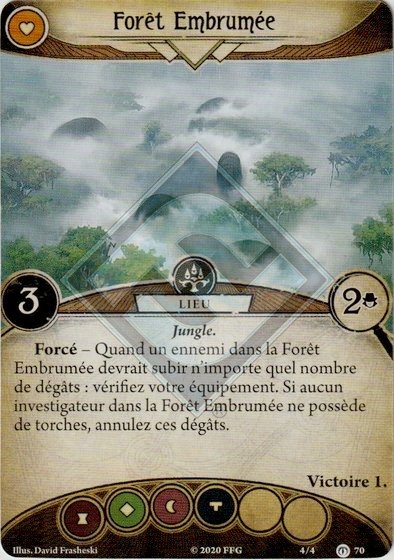 Forêt Embrumée
3
2
LIEU
Jungle.
Forcé – Quand un ennemi dans la Forêt
Embrumée devrait subir n'importe quel nombre
de dégâts : vérifiez votre équipement. Si aucun
investigateur dans la Forêt Embrumée ne possède
de torches, annulez ces dégâts.
Victoire 1.
Illus. David Frasheski
© 2020 FFG
4/4
70